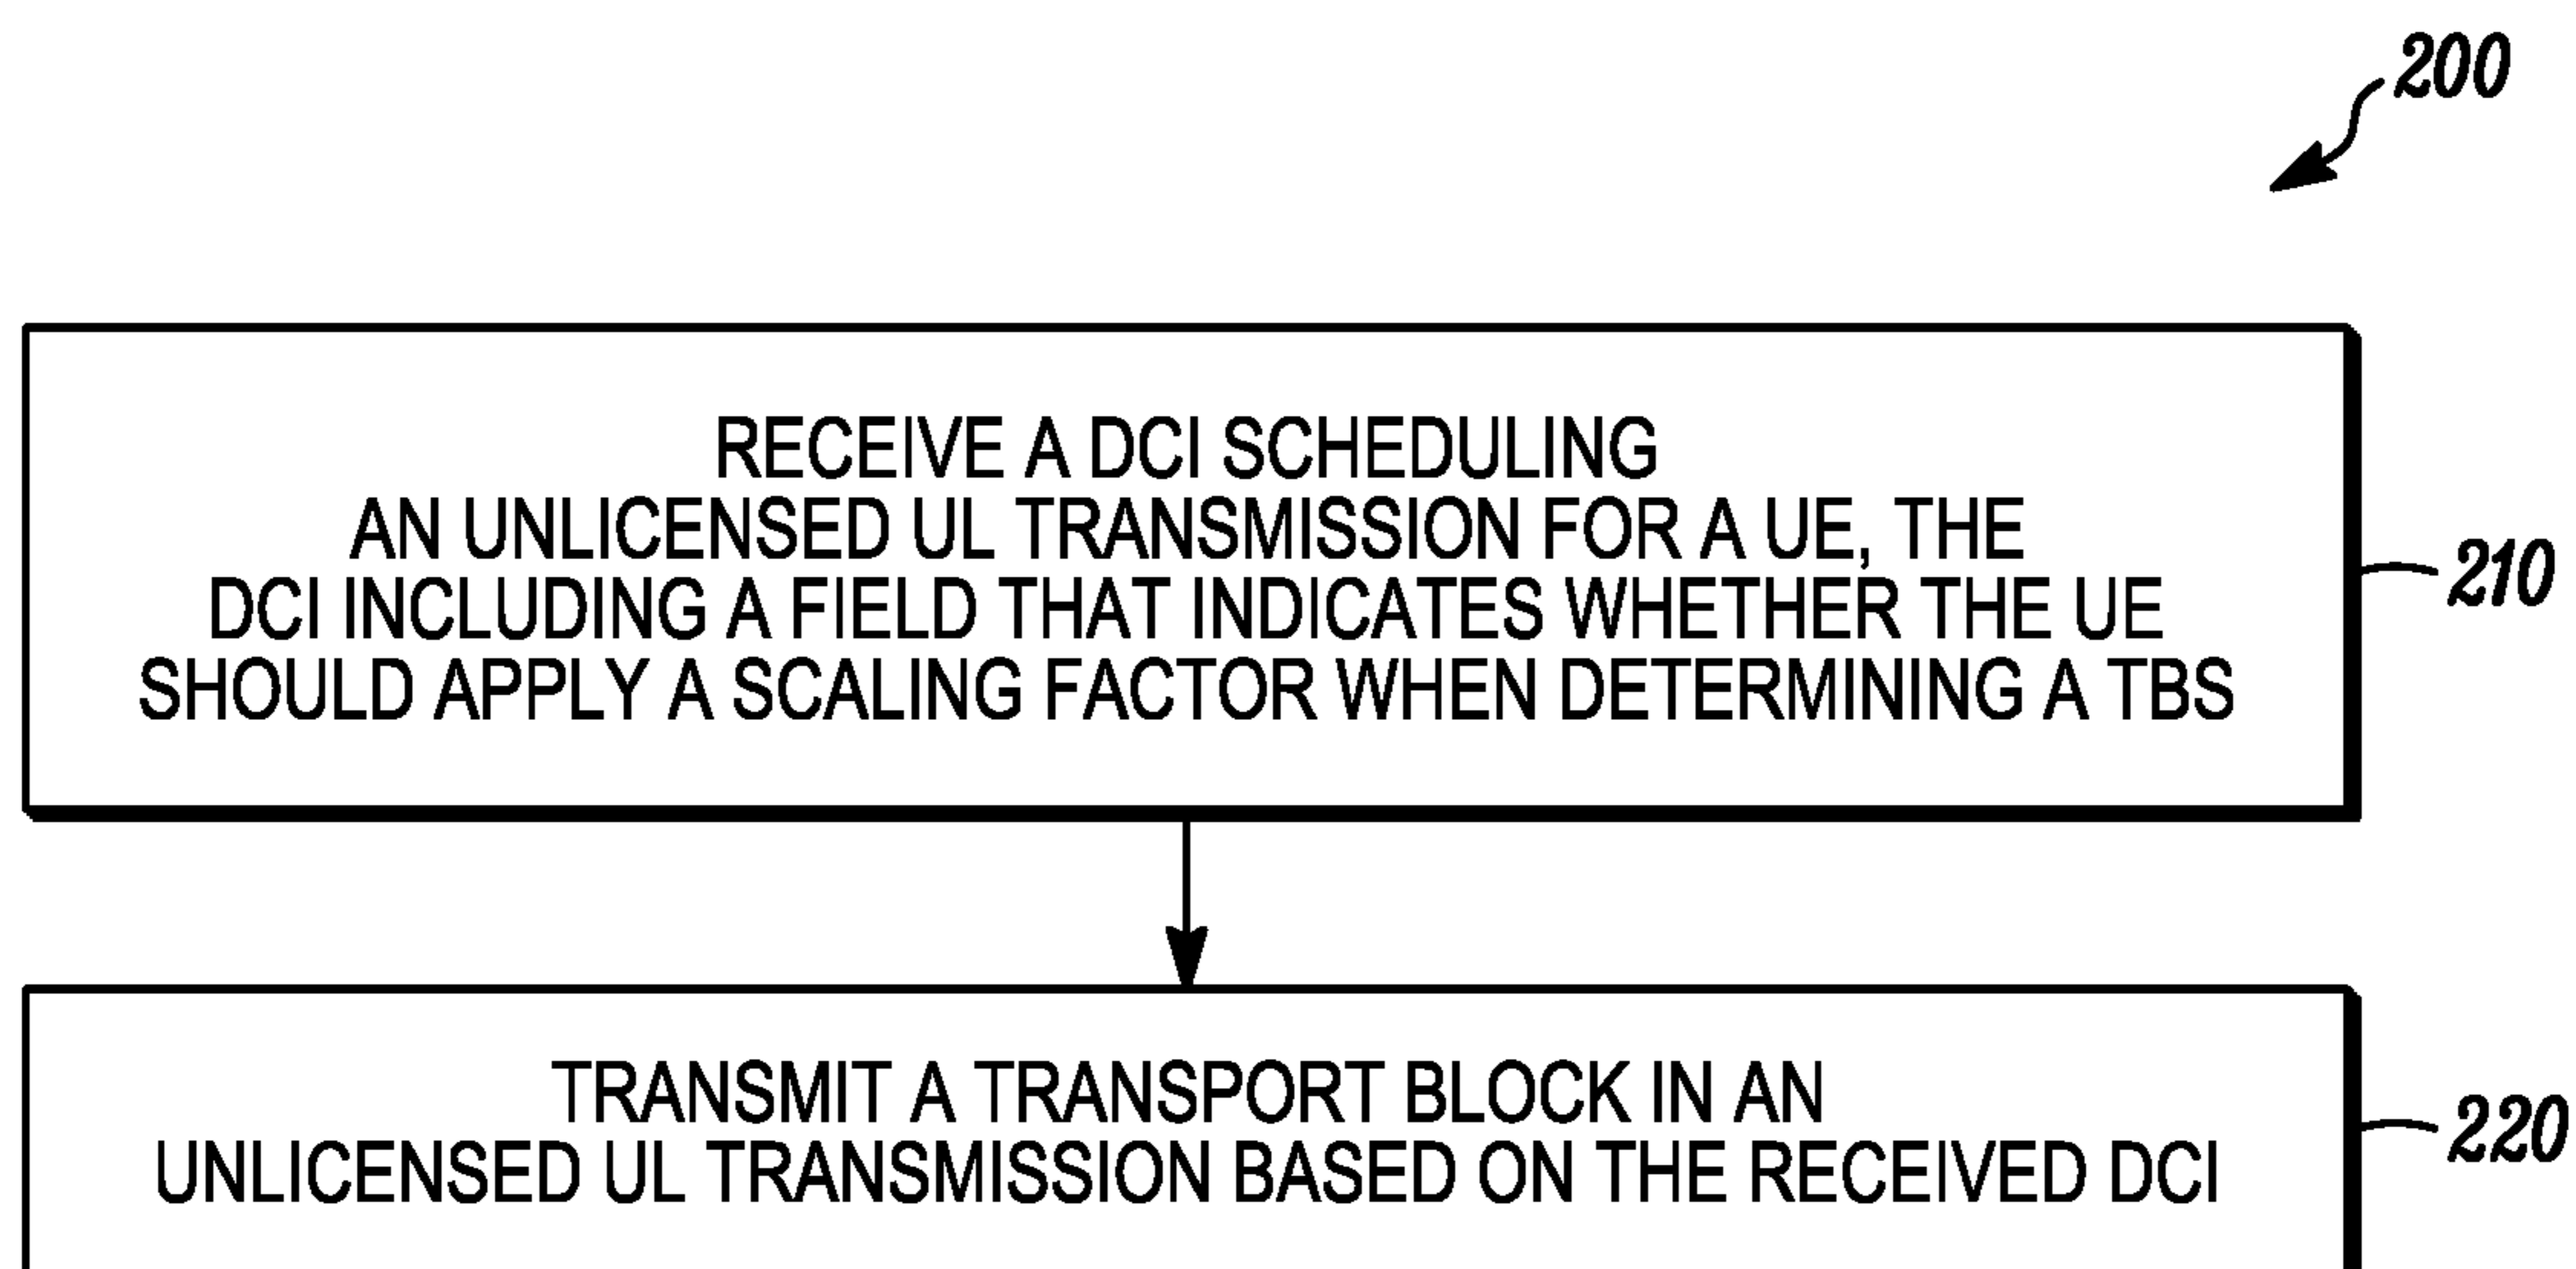 200
RECEIVE A DCI SCHEDULING
AN UNLICENSED UL TRANSMISSION FOR A UE, THE
DCI INCLUDING A FIELD THAT INDICATES WHETHER THE UE
SHOULD APPLY A SCALING FACTOR WHEN DETERMINING A TBS
210
TRANSMIT A TRANSPORT BLOCK IN AN
UNLICENSED UL TRANSMISSION BASED ON THE RECEIVED DCI
220